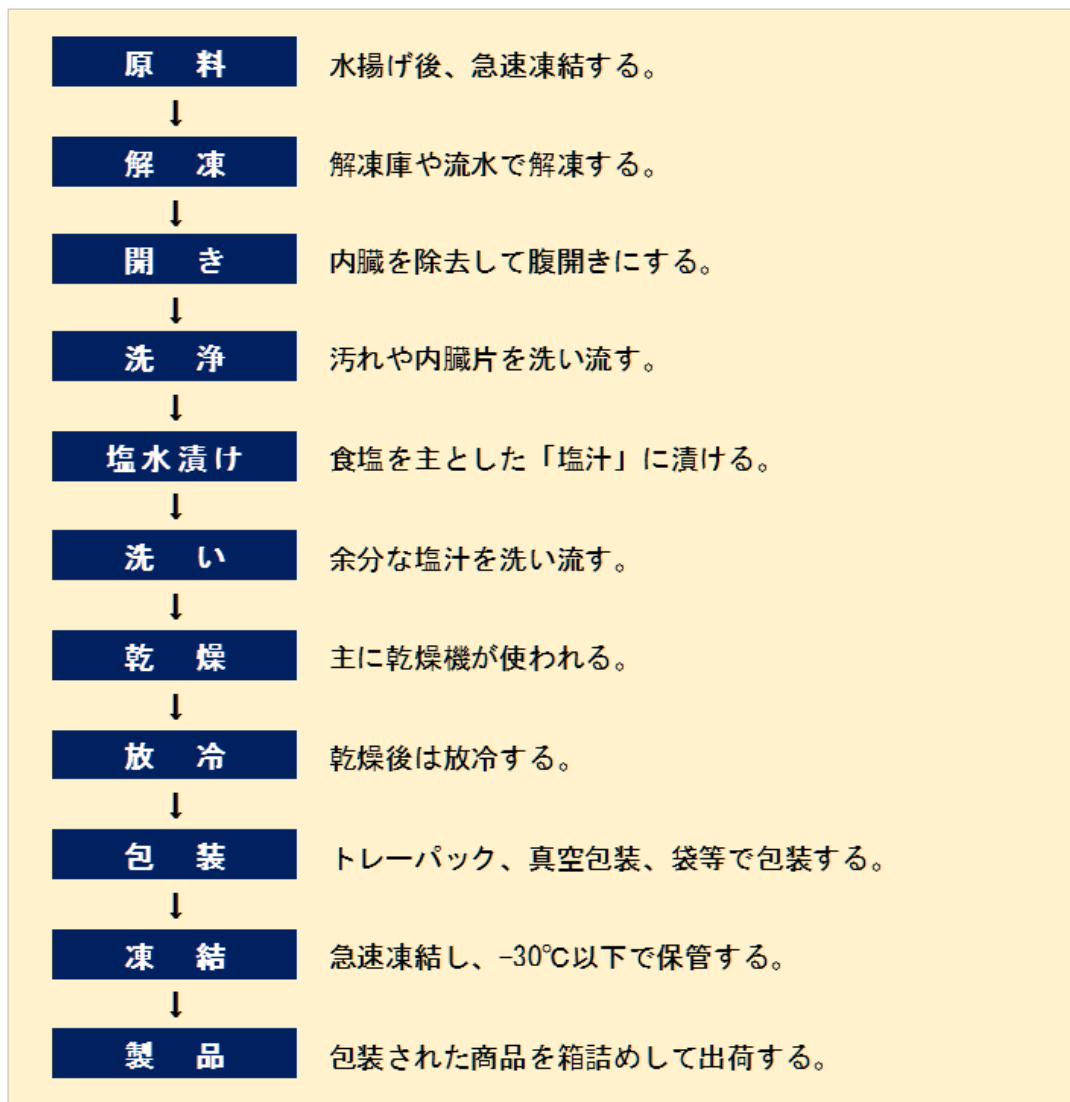 原 料 水揚げ後、急速凍結する。
↓
解 凍 解凍庫や流水で解凍する。
↓
開 き 内臓を除去して腹開きにする。
↓
洗 浄 汚れや内臓片を洗い流す。
↓
塩水漬け 食塩を主とした「塩汁」に漬ける。
↓
洗 い 余分な塩汁を洗い流す。
↓
乾 燥 主に乾燥機が使われる。
↓
放 冷 乾燥後は放冷する。
↓
包 装 トレーパック、真空包装、袋等で包装する。
↓
凍 結 急速凍結し、-30℃以下で保管する。
↓
製 品 包装された商品を箱詰めして出荷する。